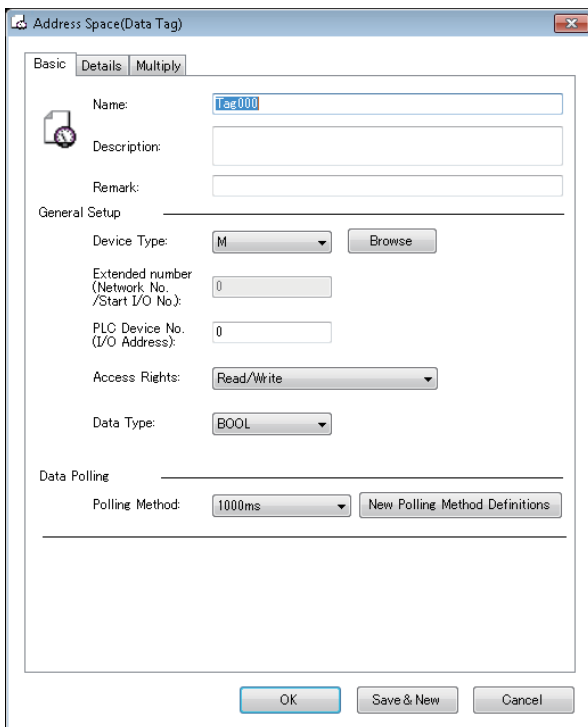 Address Space(Data Tag)
Basic Details Multiply
Name: Tag000
Description:
Remark:
General Setup
Device Type: M Browse
Extended number
(Network No.
/Start I/O No.): 0
PLC Device No.
(I/O Address): 0
Access Rights: Read/Write
Data Type: BOOL
Data Polling
Polling Method: 1000ms New Polling Method Definitions
OK Save & New Cancel